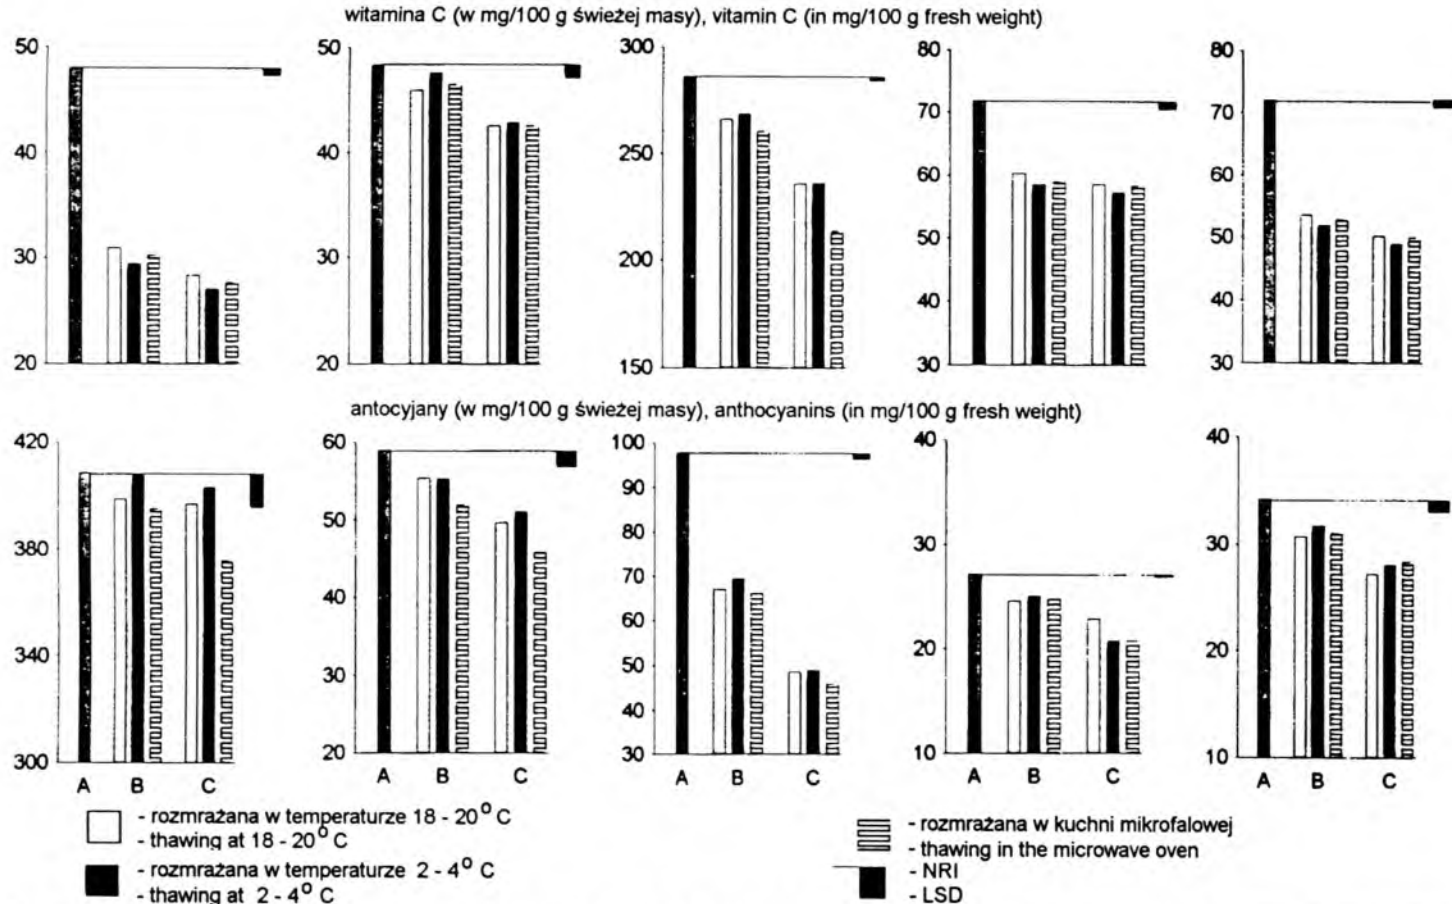 witamina C (w mg/100 g świeżej masy), vitamin C (in mg/100 g fresh weight)
50 50 300 80 80
40 40 250 70 70
60 60
30 30 200 50 50
40 40
20 20 150 30 30
antocyjany (w mg/100 g świeżej masy), anthocyanins (in mg/100 g fresh weight)
420 60 100 40 40
90
380 50 80 30 30
70
40 60
340 20 20
30 50
40
300 20 30 10 10
A B C A B C A B C A B C A B C
- rozmrażana w temperaturze 18 - 20° C
- thawing at 18 - 20° C
- rozmrażana w temperaturze 2 - 4° C
- thawing at 2 - 4° C
- rozmrażana w kuchni mikrofalowej
- thawing in the microwave oven
- NRI
- LSD